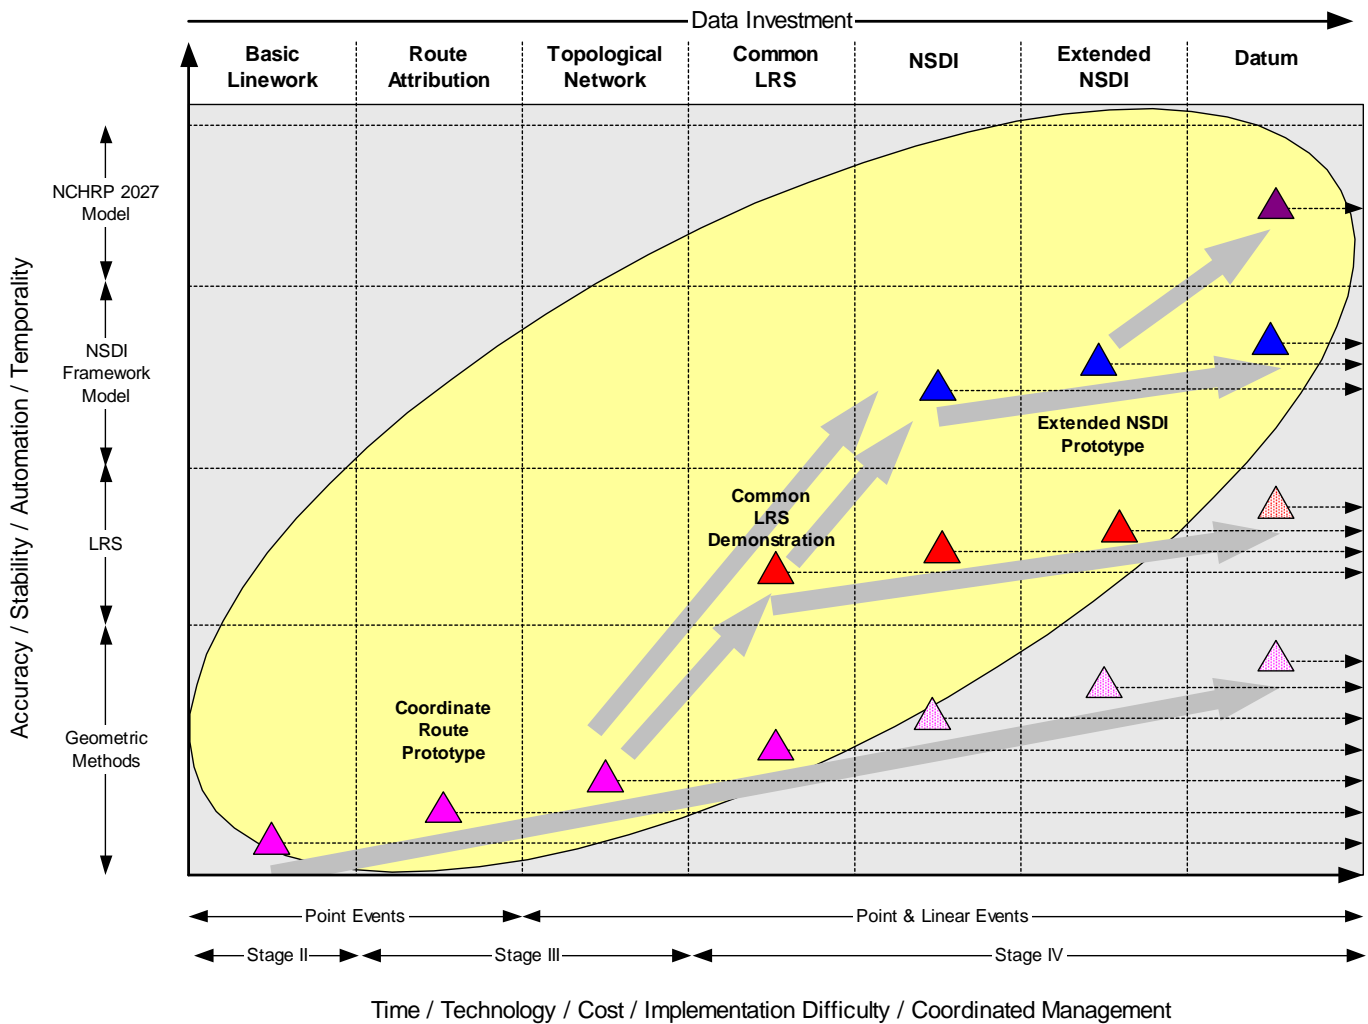 Data Investment
Basic
Linework
Route
Attribution
Topological
Network
Common
LRS
NSDI
Extended
NSDI
Datum
Accuracy / Stability / Automation / Temporality
NCHRP 2027
Model
NSDI
Framework
Model
LRS
Geometric
Methods
Extended NSDI
Prototype
Common
LRS
Demonstration
Coordinate
Route
Prototype
Point Events
Point & Linear Events
Stage II
Stage III
Stage IV
Time / Technology / Cost / Implementation Difficulty / Coordinated Management